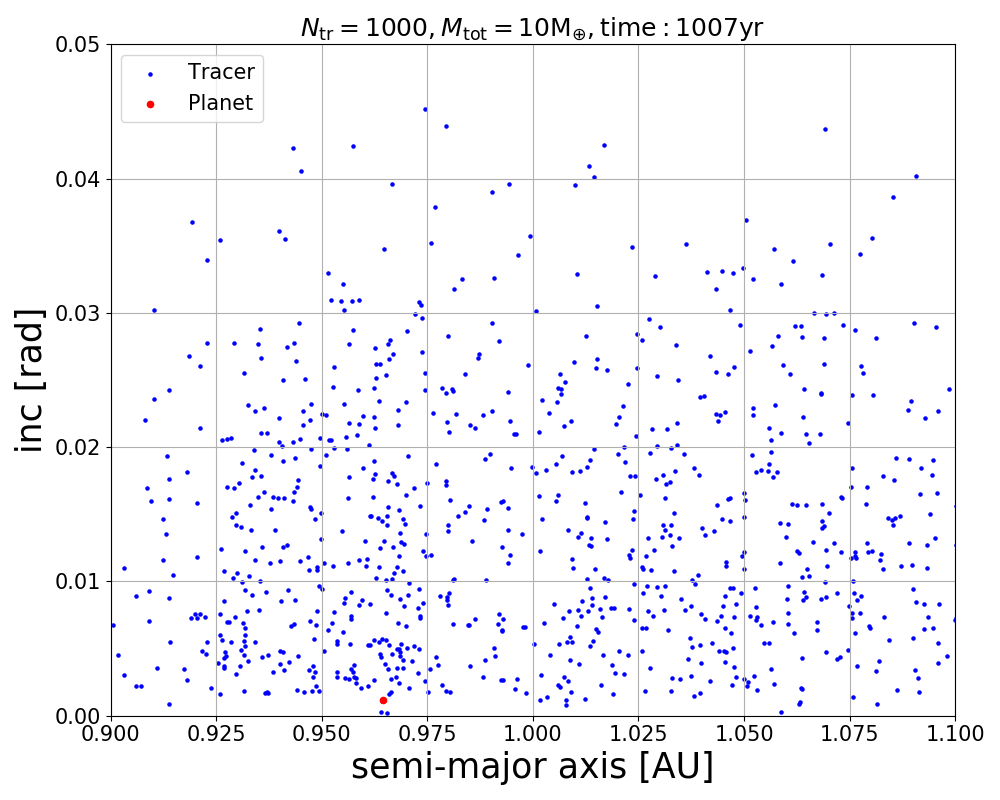 N_tr = 1000, M_tot = 10M_⊕, time : 1007yr
0.05
Tracer
Planet
0.04
0.03
inc [rad]
0.02
0.01
0.00
0.900 0.925 0.950 0.975 1.000 1.025 1.050 1.075 1.100
semi-major axis [AU]